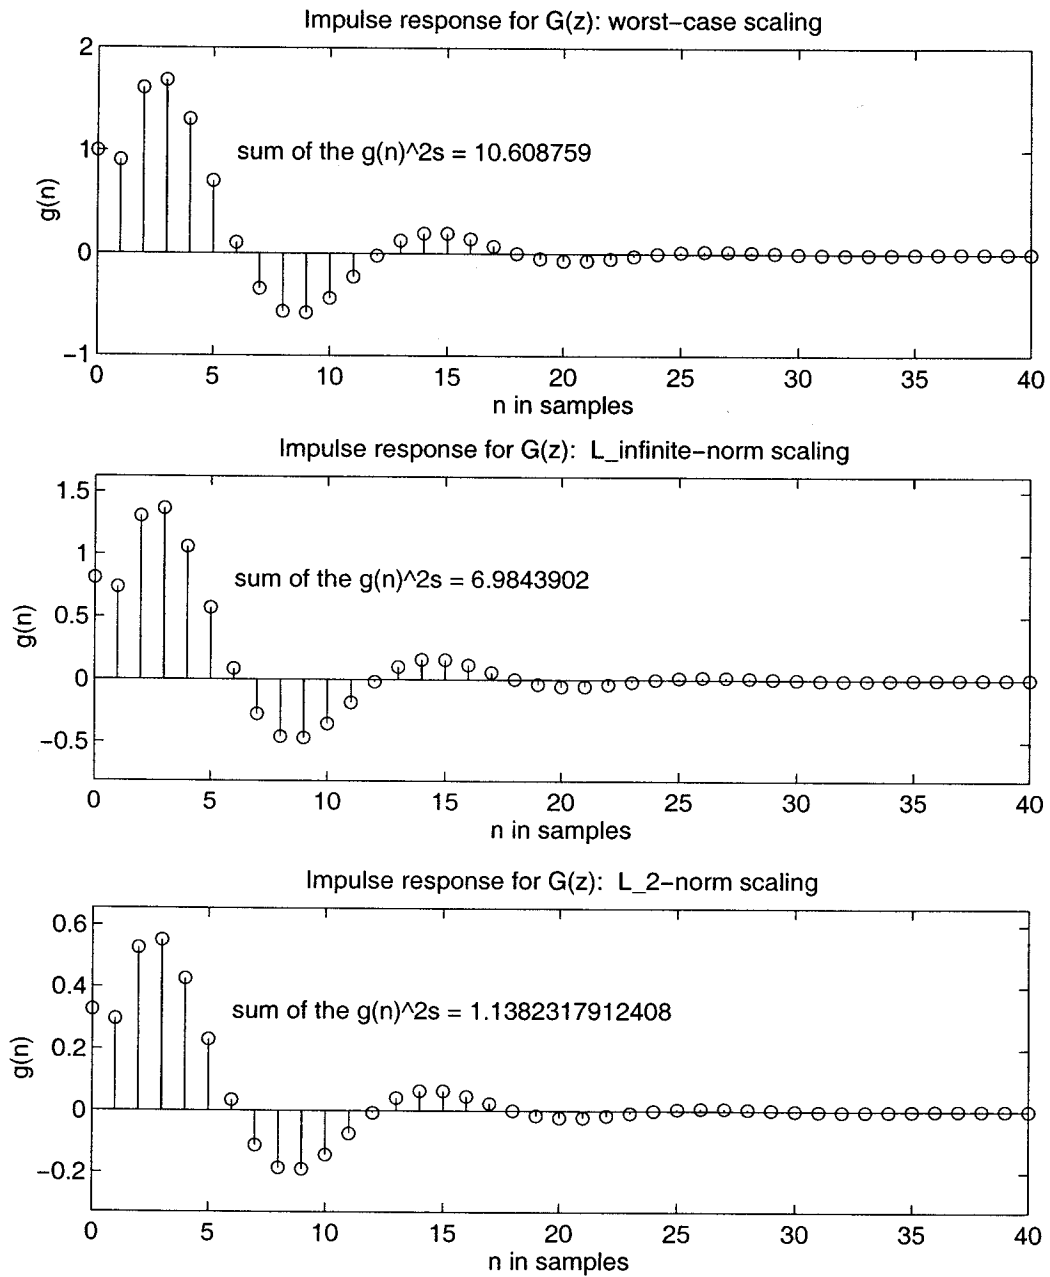 Impulse response for G(z): worst−case scaling
2
1
0
−1
g(n)
sum of the g(n)^2s = 10.608759
0 5 10 15 20 25 30 35 40
n in samples
Impulse response for G(z): L_infinite−norm scaling
1.5
1
0.5
0
−0.5
g(n)
sum of the g(n)^2s = 6.9843902
0 5 10 15 20 25 30 35 40
n in samples
Impulse response for G(z): L_2−norm scaling
0.6
0.4
0.2
0
−0.2
g(n)
sum of the g(n)^2s = 1.1382317912408
0 5 10 15 20 25 30 35 40
n in samples